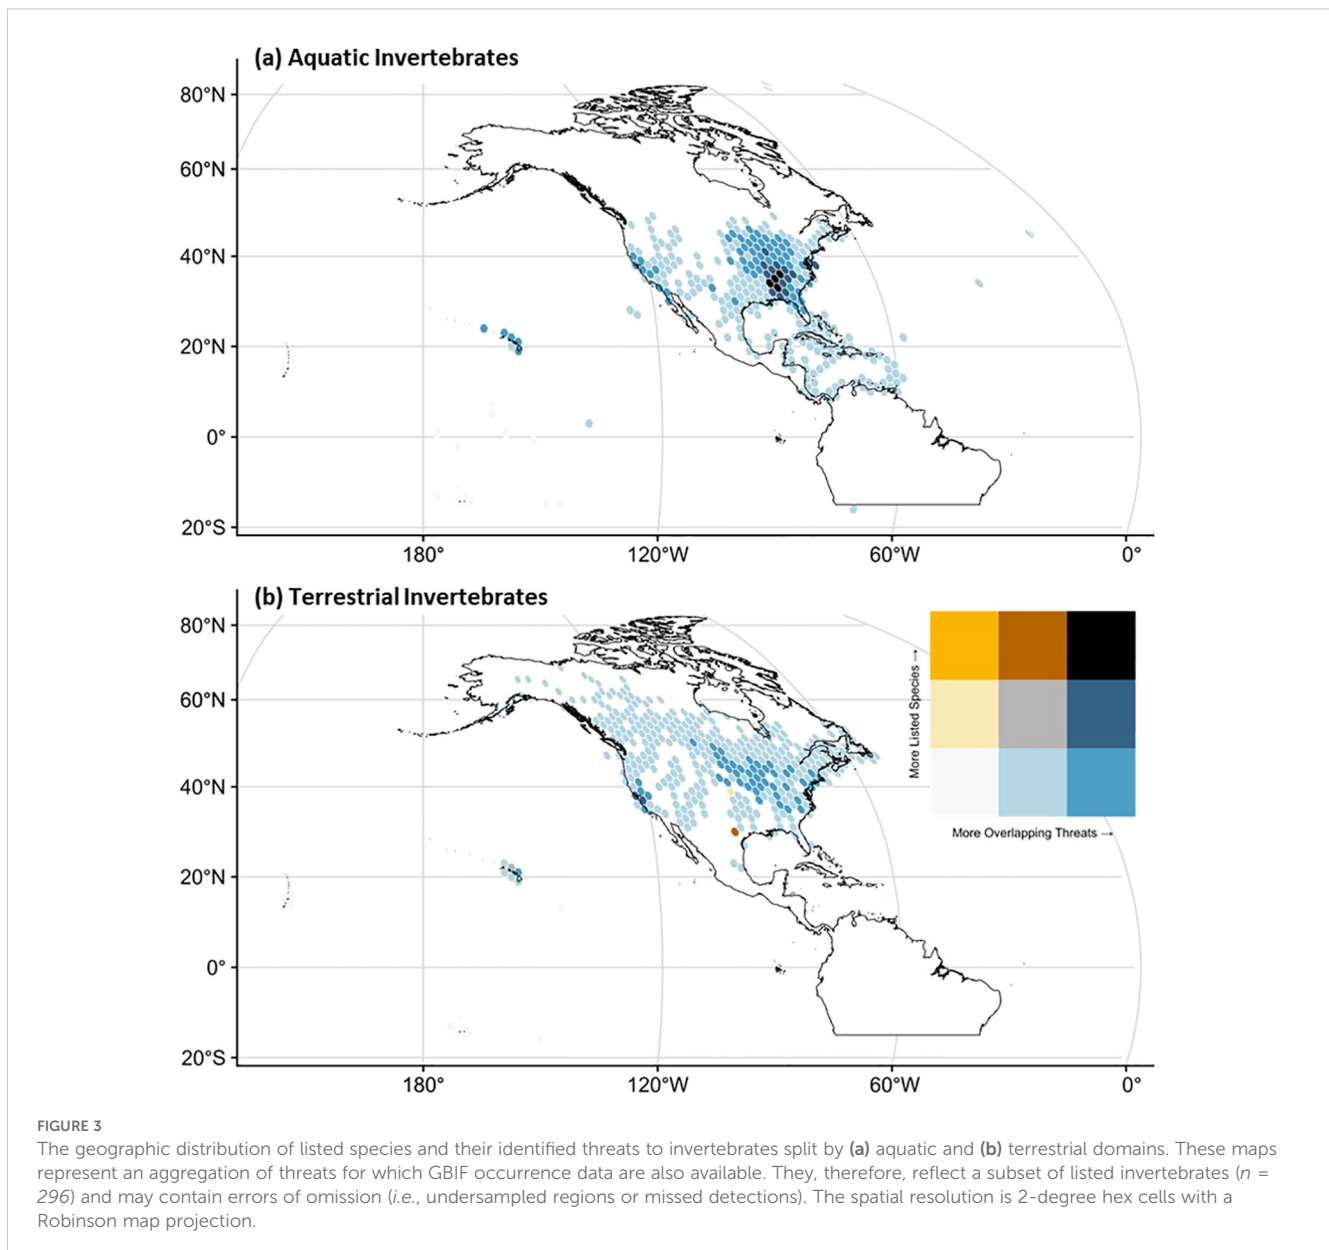 (a) Aquatic Invertebrates
80°N
60°N
40°N
20°N
0°
20°S
180°
120°W
60°W
0°
(b) Terrestrial Invertebrates
80°N
60°N
40°N
20°N
0°
20°S
180°
120°W
60°W
0°
More Listed Species →
More Overlapping Threats →
FIGURE 3
The geographic distribution of listed species and their identified threats to invertebrates split by (a) aquatic and (b) terrestrial domains. These maps
represent an aggregation of threats for which GBIF occurrence data are also available. They, therefore, reflect a subset of listed invertebrates (n =
296) and may contain errors of omission (i.e., undersampled regions or missed detections). The spatial resolution is 2-degree hex cells with a
Robinson map projection.